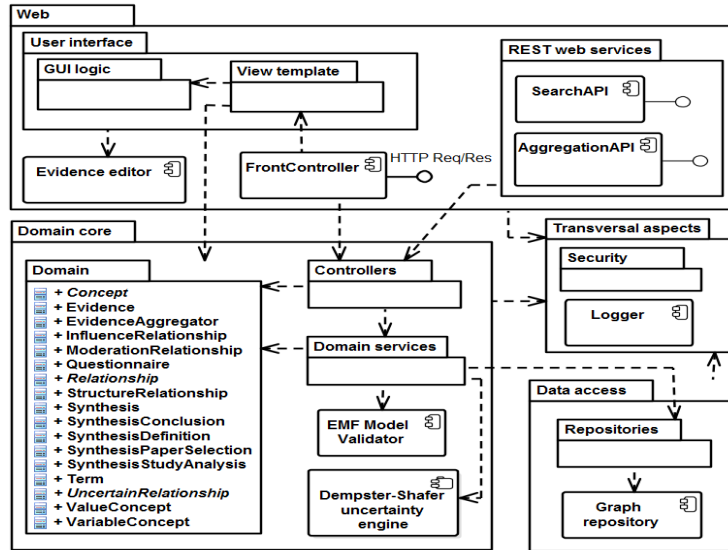 Web
User interface
GUI logic
View template
REST web services
SearchAPI
AggregationAPI
Evidence editor
FrontController
HTTP Req/Res
Domain core
Transversal aspects
Domain
Controllers
Security
+ Concept
+ Evidence
+ EvidenceAggregator
+ InfluenceRelationship
+ ModerationRelationship
+ Questionnaire
+ Relationship
+ StructureRelationship
+ Synthesis
+ SynthesisConclusion
+ SynthesisDefinition
+ SynthesisPaperSelection
+ SynthesisStudyAnalysis
+ Term
+ UncertainRelationship
+ ValueConcept
+ VariableConcept
Logger
Domain services
Data access
EMF Model
Validator
Repositories
Dempster-Shafer
uncertainty
engine
Graph
repository